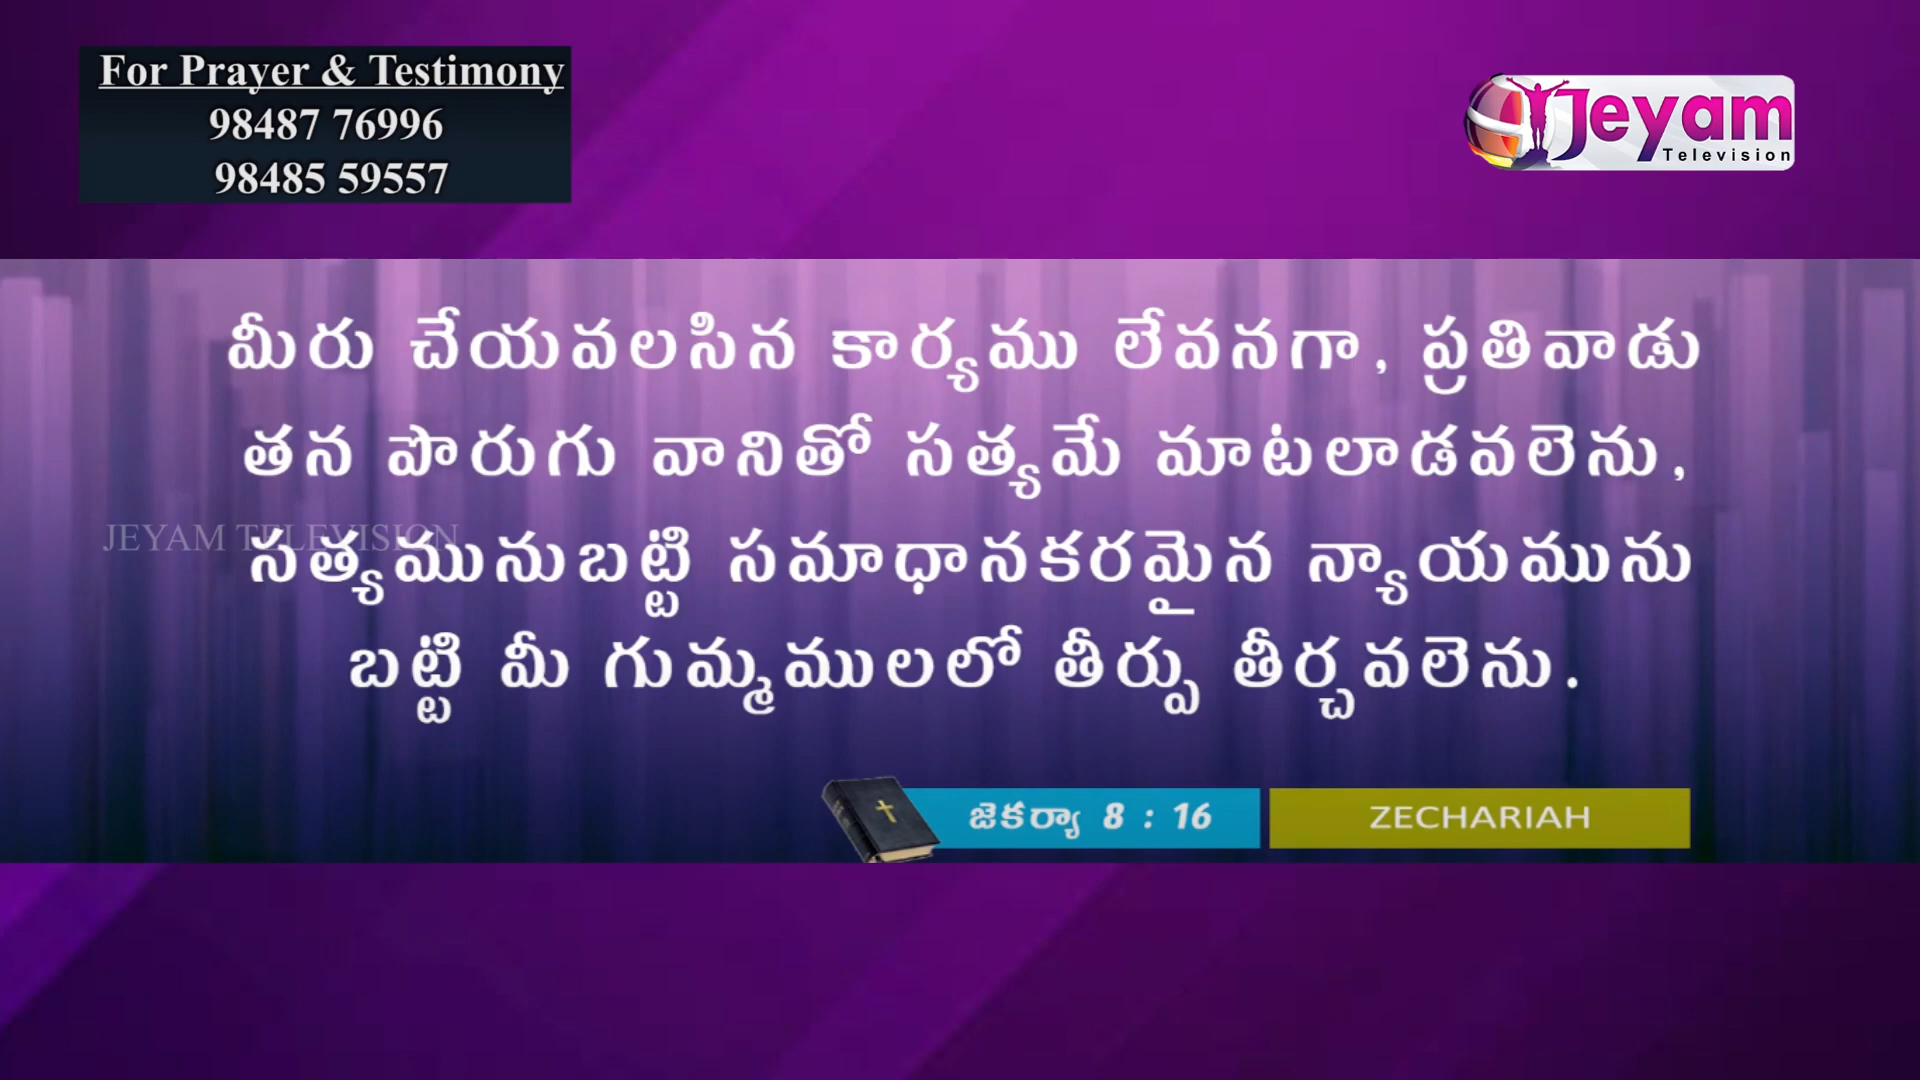 For Prayer & Testimony
98487 76996
98485 59557
Jeyam
Television
మీరు చేయవలసిన కార్యము లేవనగా, ప్రతివాడు
తన పొరుగు వానితో సత్యమే మాటలాడవలెను,
JEYAM TELEVISION
సత్యమునుబట్టి సమాధానకరమైన న్యాయమును
బట్టి మీ గుమ్మములలో తీర్పు తీర్చవలెను.
జెకర్యా 8 : 16
ZECHARIAH